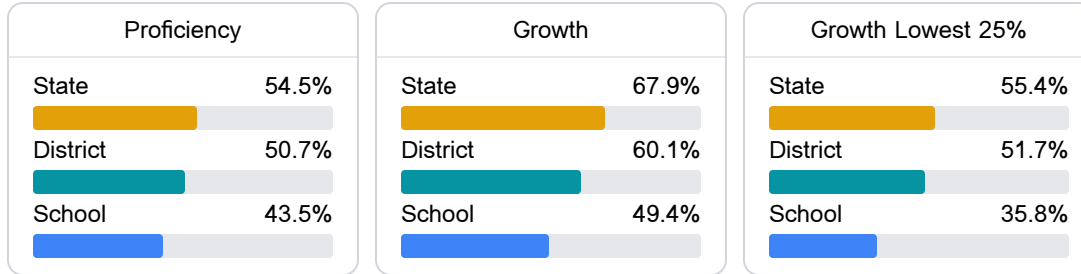 Proficiency
State 54.5%
District 50.7%
School 43.5%
Growth
State 67.9%
District 60.1%
School 49.4%
Growth Lowest 25%
State 55.4%
District 51.7%
School 35.8%